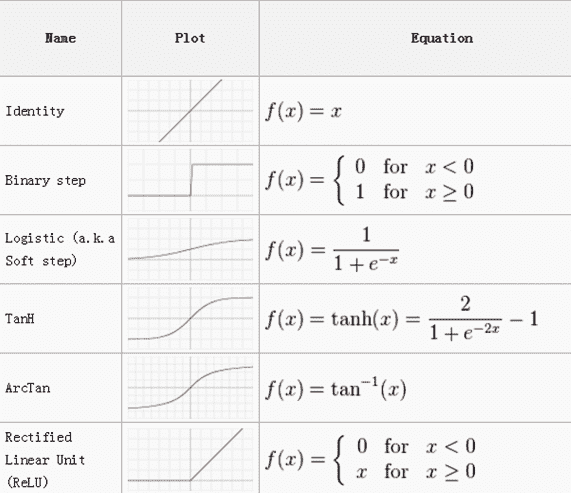 Name Plot Equation
Identity f(x) = x
Binary step f(x) = { 0 for x < 0
1 for x ≥ 0
Logistic (a.k.a
Soft step) f(x) = 1 / (1 + e^{-x})
TanH f(x) = tanh(x) = 2 / (1 + e^{-2x}) - 1
ArcTan f(x) = tan^{-1}(x)
Rectified
Linear Unit
(ReLU) f(x) = { 0 for x < 0
x for x ≥ 0